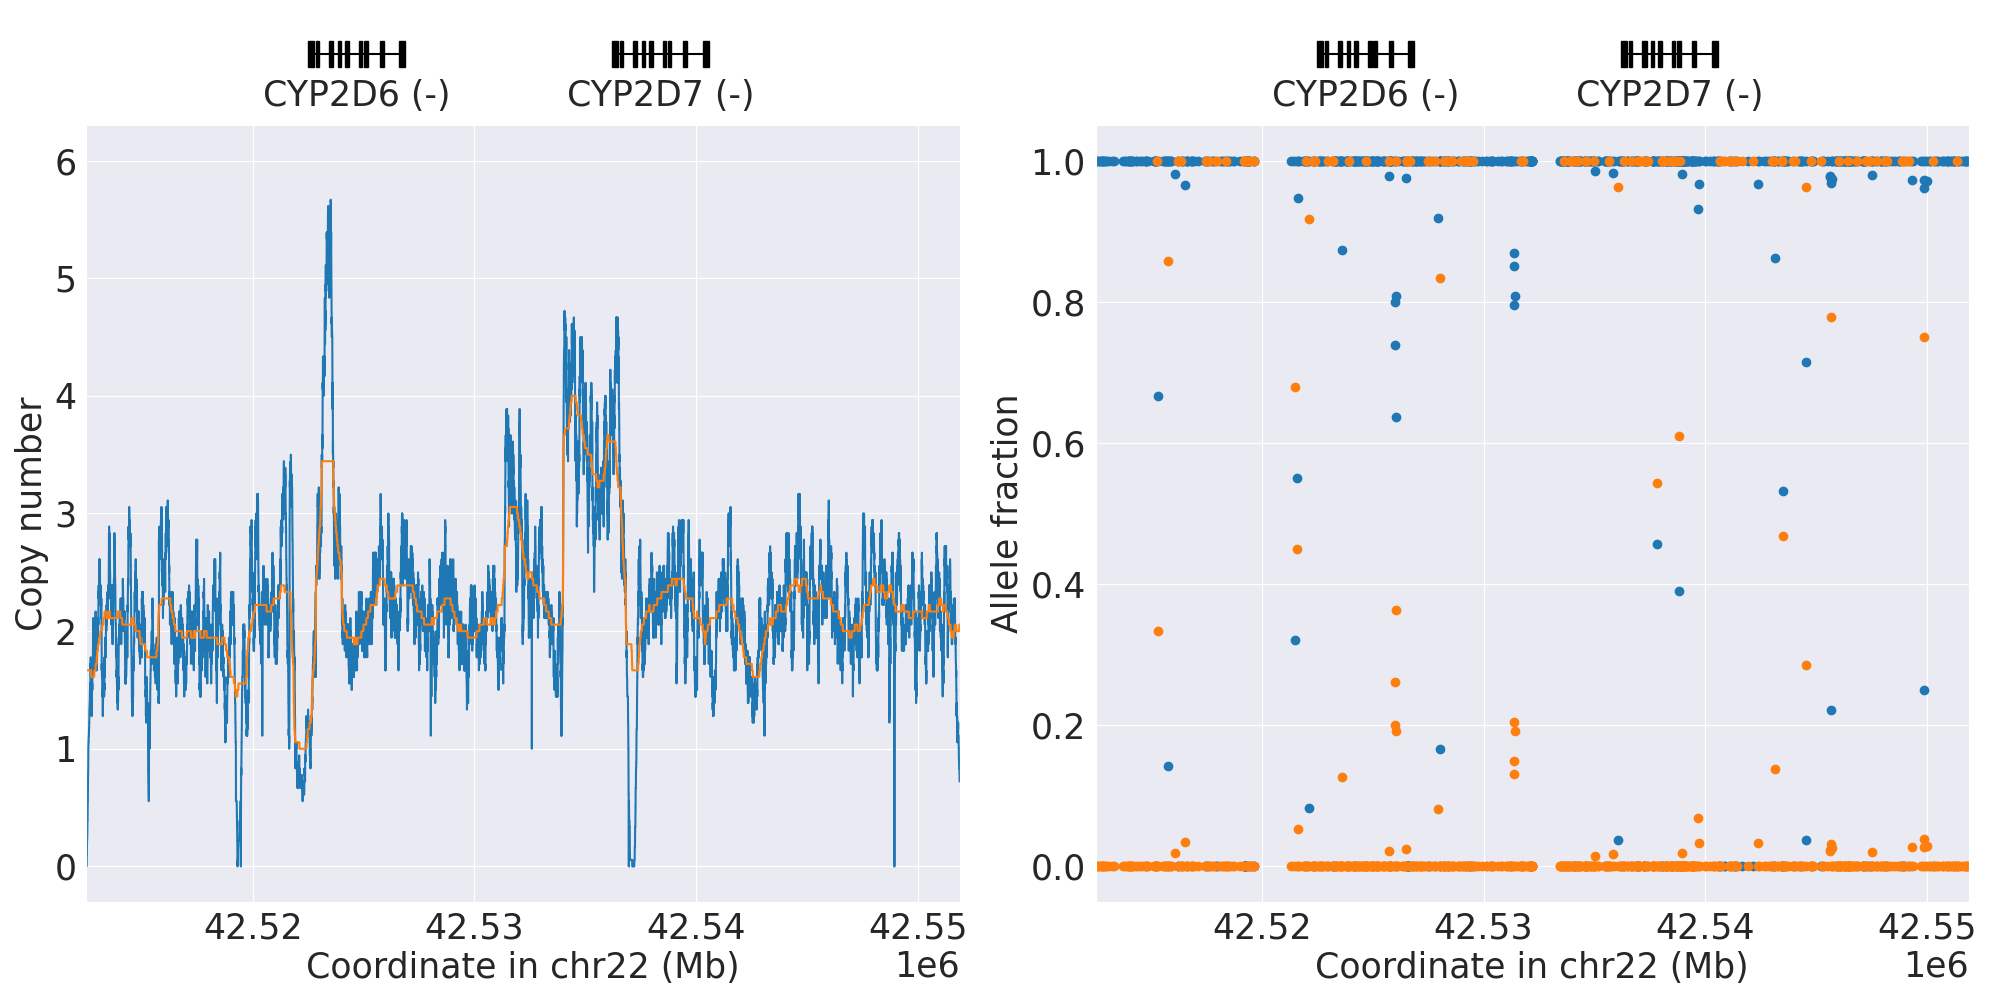 CYP2D6 (-)
CYP2D7 (-)
6
5
4
3
2
1
0
Copy number
42.52
42.53
42.54
42.55
1e6
Coordinate in chr22 (Mb)
CYP2D6 (-)
CYP2D7 (-)
1.0
0.8
0.6
0.4
0.2
0.0
Allele fraction
42.52
42.53
42.54
42.55
1e6
Coordinate in chr22 (Mb)